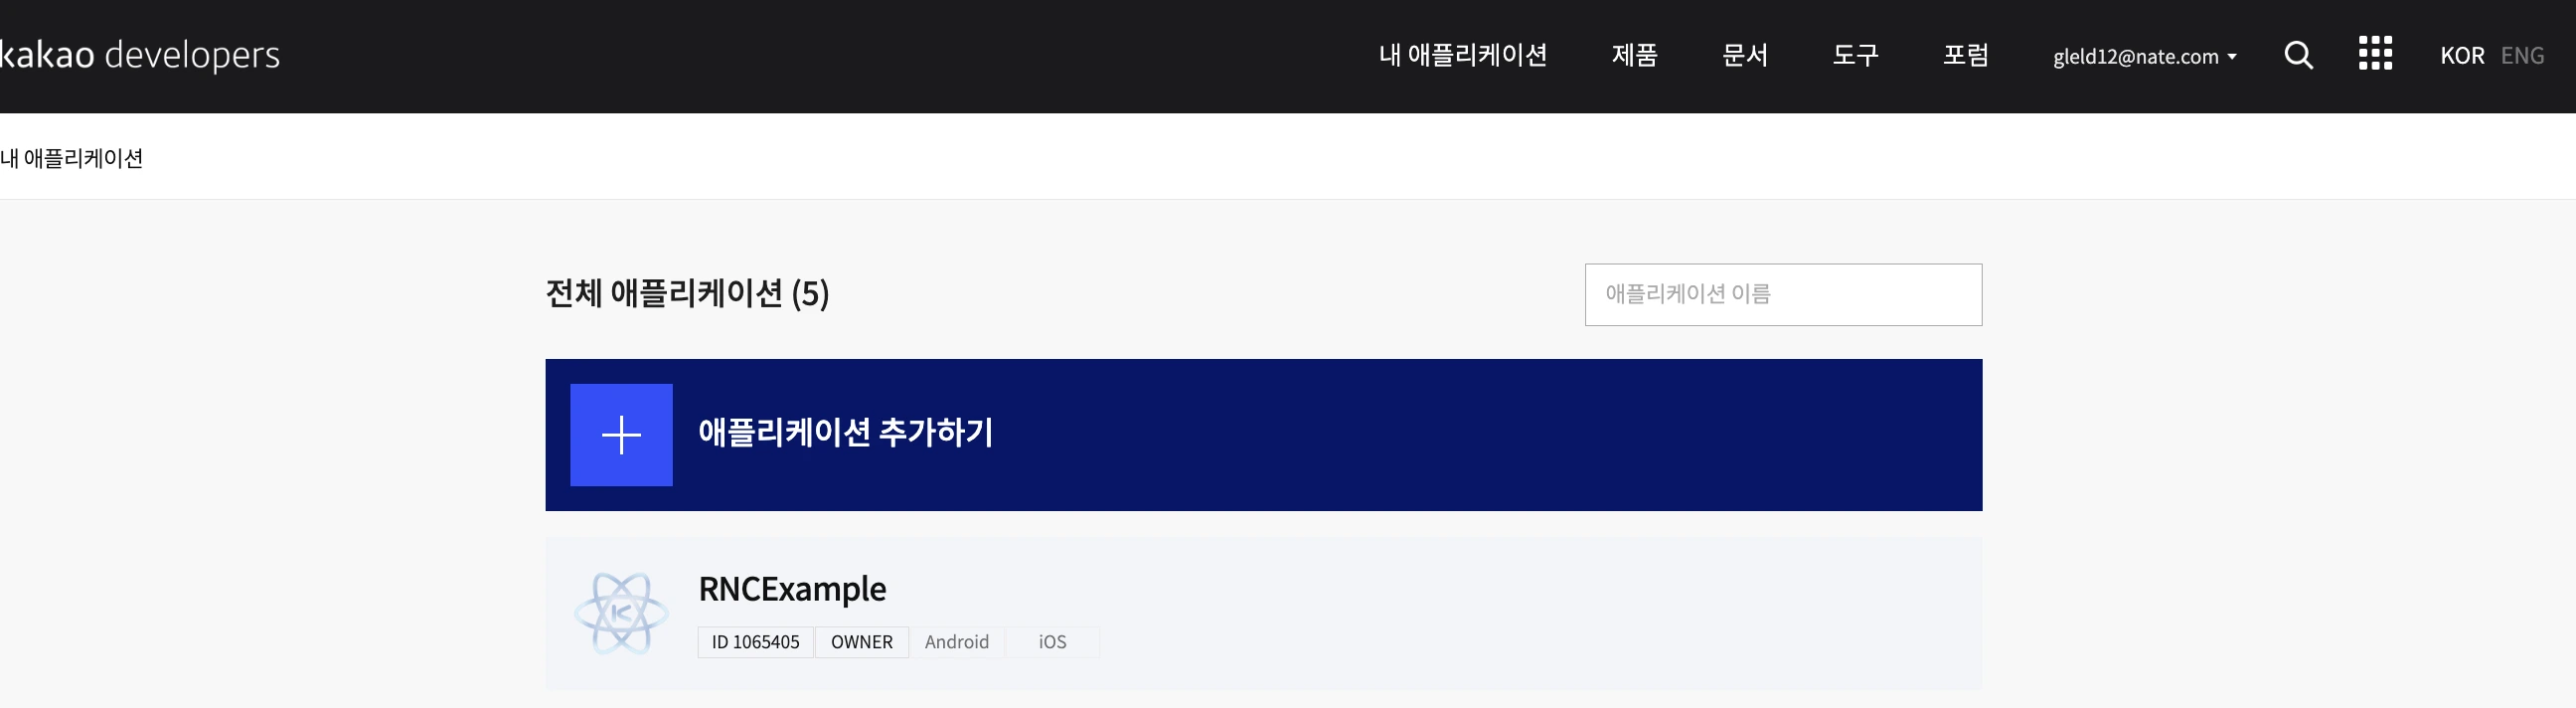 kakao developers
내 애플리케이션 제품 문서 도구 포럼 gleld12@nate.com KOR ENG
내 애플리케이션
전체 애플리케이션 (5)
애플리케이션 이름
애플리케이션 추가하기
RNCExample
ID 1065405 OWNER Android iOS